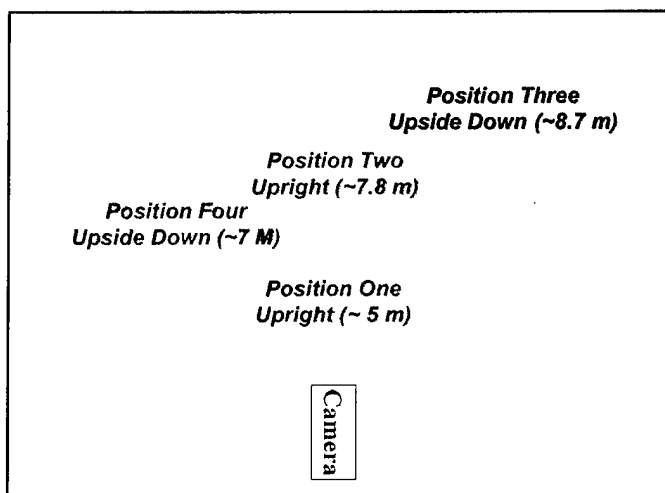 Position Three
Upside Down (~8.7 m)
Position Two
Upright (~7.8 m)
Position Four
Upside Down (~7 M)
Position One
Upright (~ 5 m)
Camera